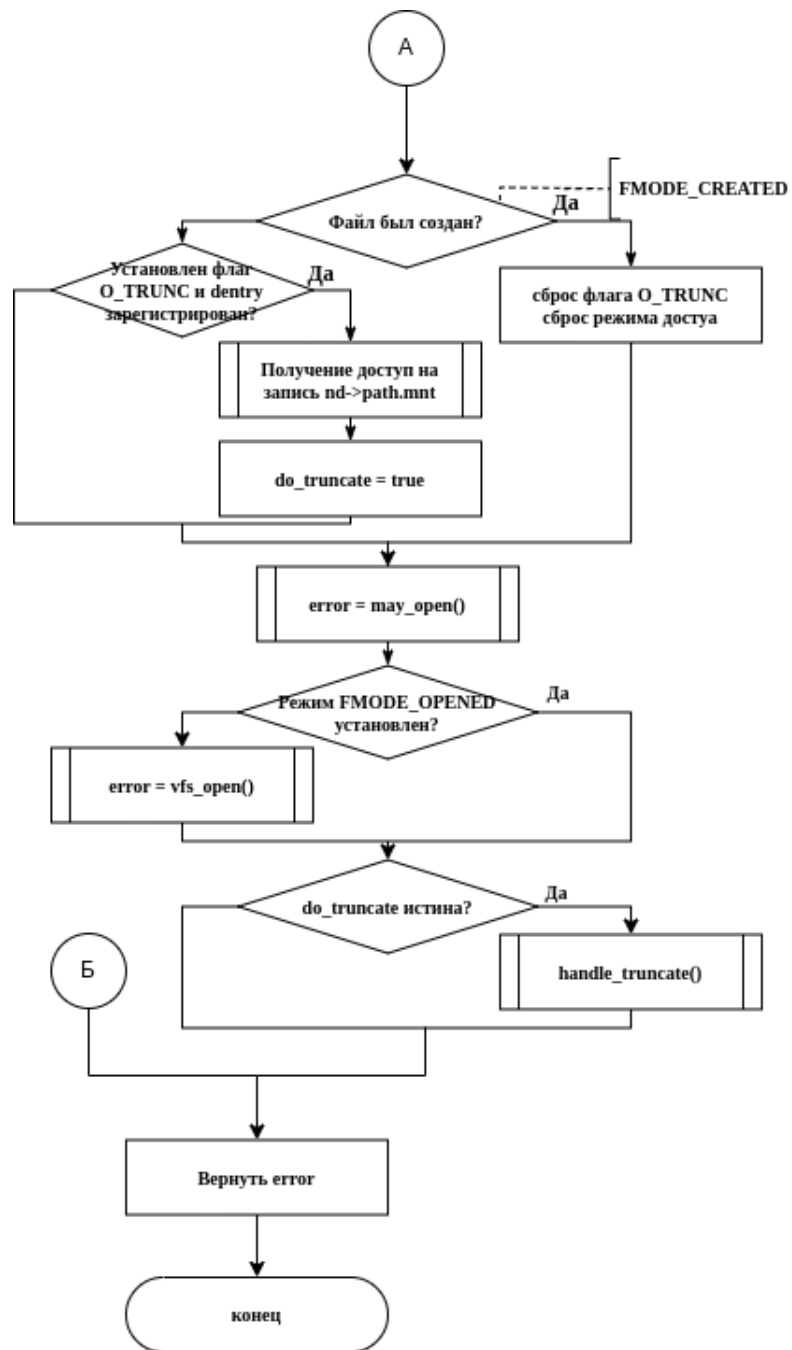 А
FMODE_CREATED
Да
Файл был создан?
Установлен флаг
O_TRUNC и dentry
зарегистрирован?
Да
сброс флага O_TRUNC
сброс режима достуа
Получение доступ на
запись nd->path.mnt
do_truncate = true
error = may_open()
Режим FMODE_OPENED
установлен?
Да
error = vfs_open()
do_truncate истина?
Да
Б
handle_truncate()
Вернуть error
конец